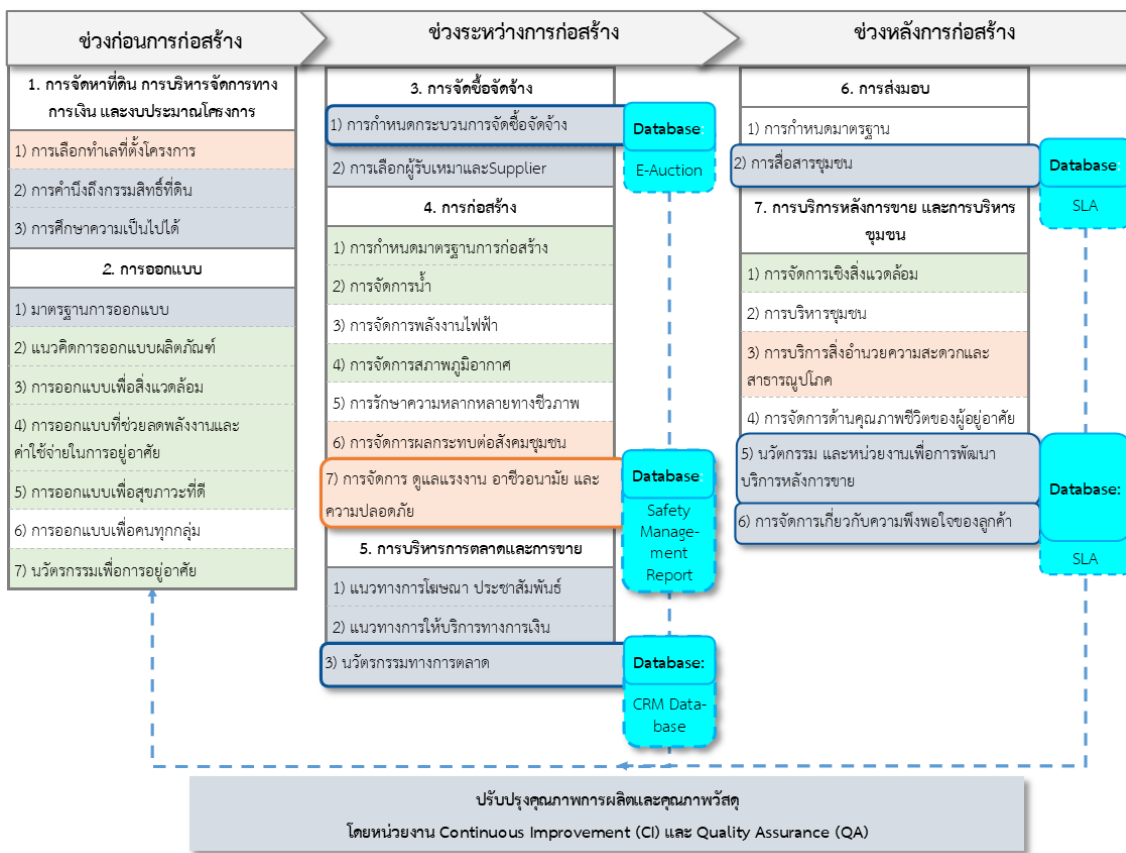 ช่วงก่อนการก่อสร้าง
ช่วงระหว่างการก่อสร้าง
ช่วงหลังการก่อสร้าง
1. การจัดหาที่ดิน การบริหารจัดการทาง
การเงิน และงบประมาณโครงการ
1) การเลือกทำเลที่ตั้งโครงการ
2) การคำนึงถึงกรรมสิทธิ์ที่ดิน
3) การศึกษาความเป็นไปได้
2. การออกแบบ
1) มาตรฐานการออกแบบ
2) แนวคิดการออกแบบผลิตภัณฑ์
3) การออกแบบเพื่อสิ่งแวดล้อม
4) การออกแบบที่ช่วยลดพลังงานและ
ค่าใช้จ่ายในการอยู่อาศัย
5) การออกแบบเพื่อสุขภาวะที่ดี
6) การออกแบบเพื่อคนทุกกลุ่ม
7) นวัตรกรรมเพื่อการอยู่อาศัย
3. การจัดซื้อจัดจ้าง
1) การกำหนดกระบวนการจัดซื้อจัดจ้าง
2) การเลือกผู้รับเหมาและSupplier
Database:
E-Auction
4. การก่อสร้าง
1) การกำหนดมาตรฐานการก่อสร้าง
2) การจัดการน้ำ
3) การจัดการพลังงานไฟฟ้า
4) การจัดการสภาพภูมิอากาศ
5) การรักษาความหลากหลายทางชีวภาพ
6) การจัดการผลกระทบต่อสังคมชุมชน
7) การจัดการ ดูแลแรงงาน อาชีวอนามัย และ
ความปลอดภัย
Database:
Safety
Manage-
ment
Report
5. การบริหารการตลาดและการขาย
1) แนวทางการโฆษณา ประชาสัมพันธ์
2) แนวทางการให้บริการทางการเงิน
3) นวัตรกรรมทางการตลาด
Database:
CRM Data-
base
6. การส่งมอบ
1) การกำหนดมาตรฐาน
2) การสื่อสารชุมชน
Database:
SLA
7. การบริการหลังการขาย และการบริหาร
ชุมชน
1) การจัดการเชิงสิ่งแวดล้อม
2) การบริหารชุมชน
3) การบริการสิ่งอำนวยความสะดวกและ
สาธารณูปโภค
4) การจัดการด้านคุณภาพชีวิตของผู้อยู่อาศัย
5) นวัตกรรม และหน่วยงานเพื่อการพัฒนา
บริการหลังการขาย
6) การจัดการเกี่ยวกับความพึงพอใจของลูกค้า
Database:
SLA
ปรับปรุงคุณภาพการผลิตและคุณภาพวัสดุ
โดยหน่วยงาน Continuous Improvement (CI) และ Quality Assurance (QA)